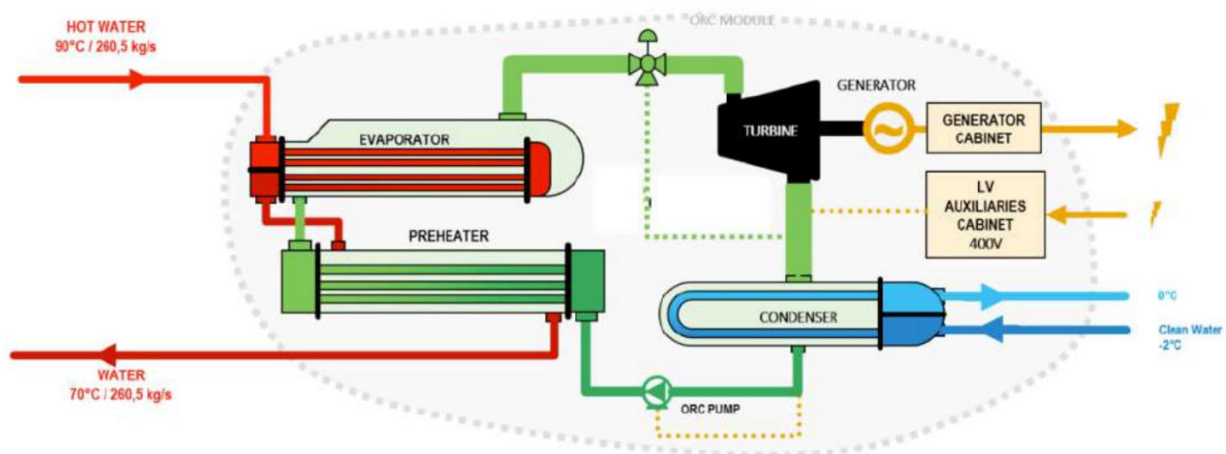 ORC MODULE
HOT WATER
90°C / 260,5 kg/s
GENERATOR
EVAPORATOR
TURBINE
GENERATOR
CABINET
LV
AUXILIARIES
CABINET
400V
PREHEATER
0°C
CONDENSER
Clean Water
-2°C
WATER
70°C / 260,5 kg/s
ORC PUMP